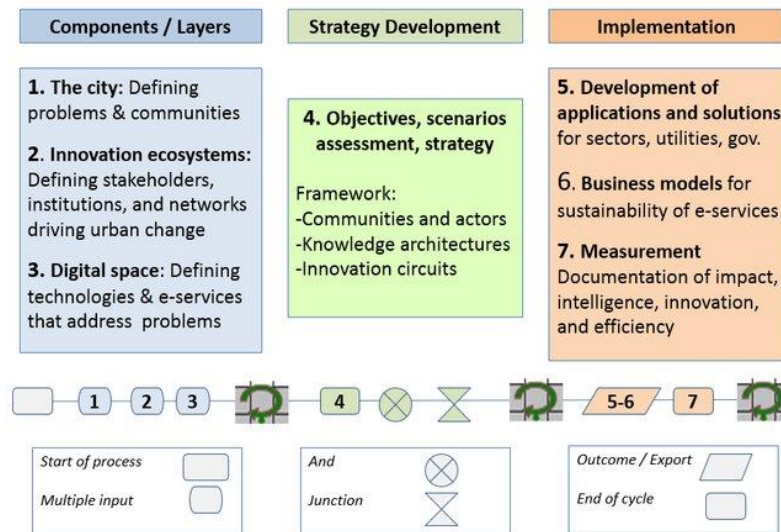 Components / Layers
Strategy Development
Implementation
1. The city: Defining
problems & communities
2. Innovation ecosystems:
Defining stakeholders,
institutions, and networks
driving urban change
3. Digital space: Defining
technologies & e-services
that address problems
4. Objectives, scenarios
assessment, strategy
Framework:
-Communities and actors
-Knowledge architectures
-Innovation circuits
5. Development of
applications and solutions
for sectors, utilities, gov.
6. Business models for
sustainability of e-services
7. Measurement
Documentation of impact,
intelligence, innovation,
and efficiency
1 2 3 4 5-6 7
Start of process
Multiple input
And
Junction
Outcome / Export
End of cycle